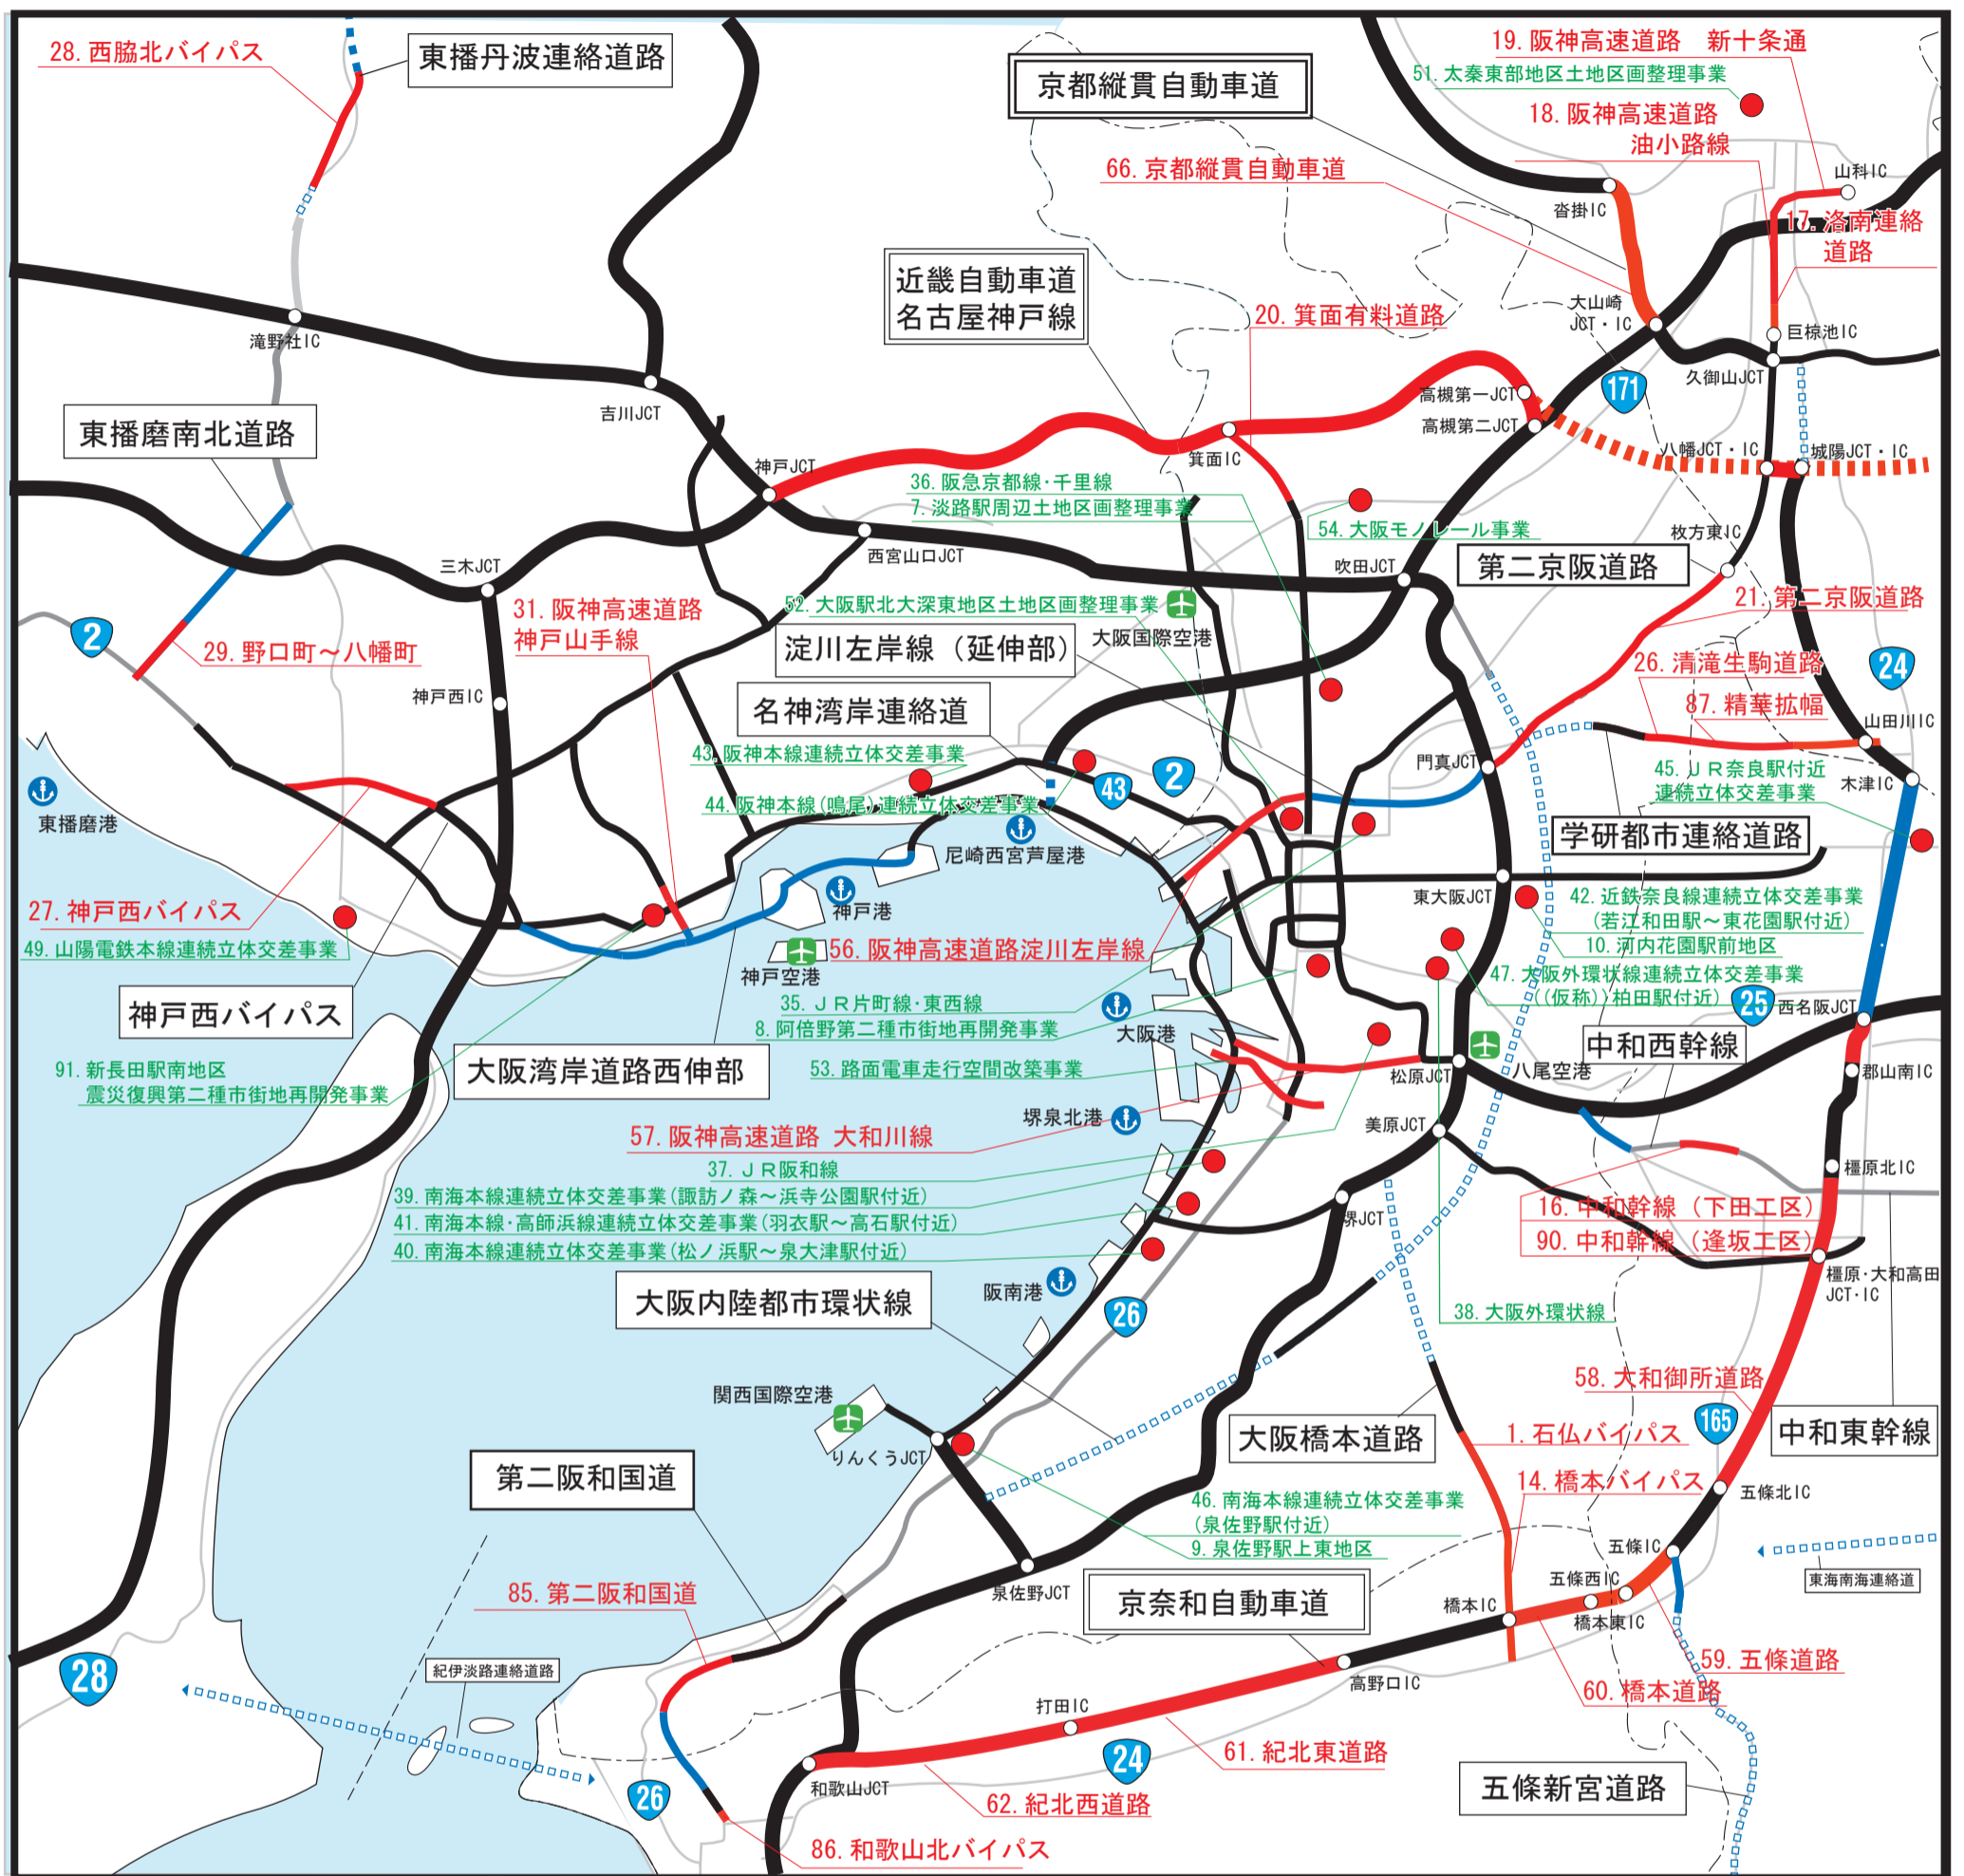 28. 西脇北バイパス
東播丹波連絡道路
京都縦貫自動車道
19. 阪神高速道路 新十条通
51. 太秦東部地区土地区画整理事業
18. 阪神高速道路
油小路線
66. 京都縦貫自動車道
山科IC
沓掛IC
17. 洛南連絡
道路
近畿自動車道
名古屋神戸線
20. 箕面有料道路
大山崎
JCT・IC
巨椋池IC
久御山JCT
滝野社IC
吉川JCT
171
高槻第一JCT
高槻第二JCT
東播磨南北道路
箕面IC
八幡JCT・IC
城陽JCT・IC
神戸JCT
36. 阪急京都線・千里線
7. 淡路駅周辺土地区画整理事業
54. 大阪モノレール事業
枚方東IC
西宮山口JCT
三木JCT
吹田JCT
第二京阪道路
31. 阪神高速道路
神戸山手線
52. 大阪駅北大深東地区土地区画整理事業
21. 第二京阪道路
2
29. 野口町〜八幡町
淀川左岸線（延伸部）
大阪国際空港
26. 清滝生駒道路
24
神戸西IC
名神湾岸連絡道
87. 精華拡幅
山田川IC
43. 阪神本線連続立体交差事業
門真JCT
45. ＪＲ奈良駅付近
連続立体交差事業
木津IC
2
43
44. 阪神本線(鳴尾)連続立体交差事業
東播磨港
学研都市連絡道路
尼崎西宮芦屋港
東大阪JCT
42. 近鉄奈良線連続立体交差事業
(若江和田駅〜東花園駅付近)
27. 神戸西バイパス
神戸港
49. 山陽電鉄本線連続立体交差事業
56. 阪神高速道路淀川左岸線
10. 河内花園駅前地区
神戸空港
47. 大阪外環状線連続立体交差事業
((仮称))柏田駅付近)
神戸西バイパス
35. ＪＲ片町線・東西線
8. 阿倍野第二種市街地再開発事業
大阪港
25
西名阪JCT
中和西幹線
91. 新長田駅南地区
震災復興第二種市街地再開発事業
大阪湾岸道路西伸部
53. 路面電車走行空間改築事業
松原JCT
八尾空港
郡山南IC
57. 阪神高速道路 大和川線
堺泉北港
美原JCT
37. ＪＲ阪和線
橿原北IC
39. 南海本線連続立体交差事業(諏訪ノ森〜浜寺公園駅付近)
16. 中和幹線（下田工区）
41. 南海本線・高師浜線連続立体交差事業(羽衣駅〜高石駅付近)
堺JCT
90. 中和幹線（逢坂工区）
40. 南海本線連続立体交差事業(松ノ浜駅〜泉大津駅付近)
橿原・大和高田
JCT・IC
阪南港
大阪内陸都市環状線
26
38. 大阪外環状線
58. 大和御所道路
関西国際空港
165
大阪橋本道路
1. 石仏バイパス
中和東幹線
りんくうJCT
第二阪和国道
14. 橋本バイパス
五條北IC
46. 南海本線連続立体交差事業
(泉佐野駅付近)
9. 泉佐野駅上東地区
五條IC
東海南海連絡道
85. 第二阪和国道
泉佐野JCT
京奈和自動車道
五條西IC
橋本IC
橋本東IC
28
紀伊淡路連絡道路
59. 五條道路
高野口IC
60. 橋本道路
打田IC
61. 紀北東道路
24
26
和歌山JCT
62. 紀北西道路
五條新宮道路
86. 和歌山北バイパス